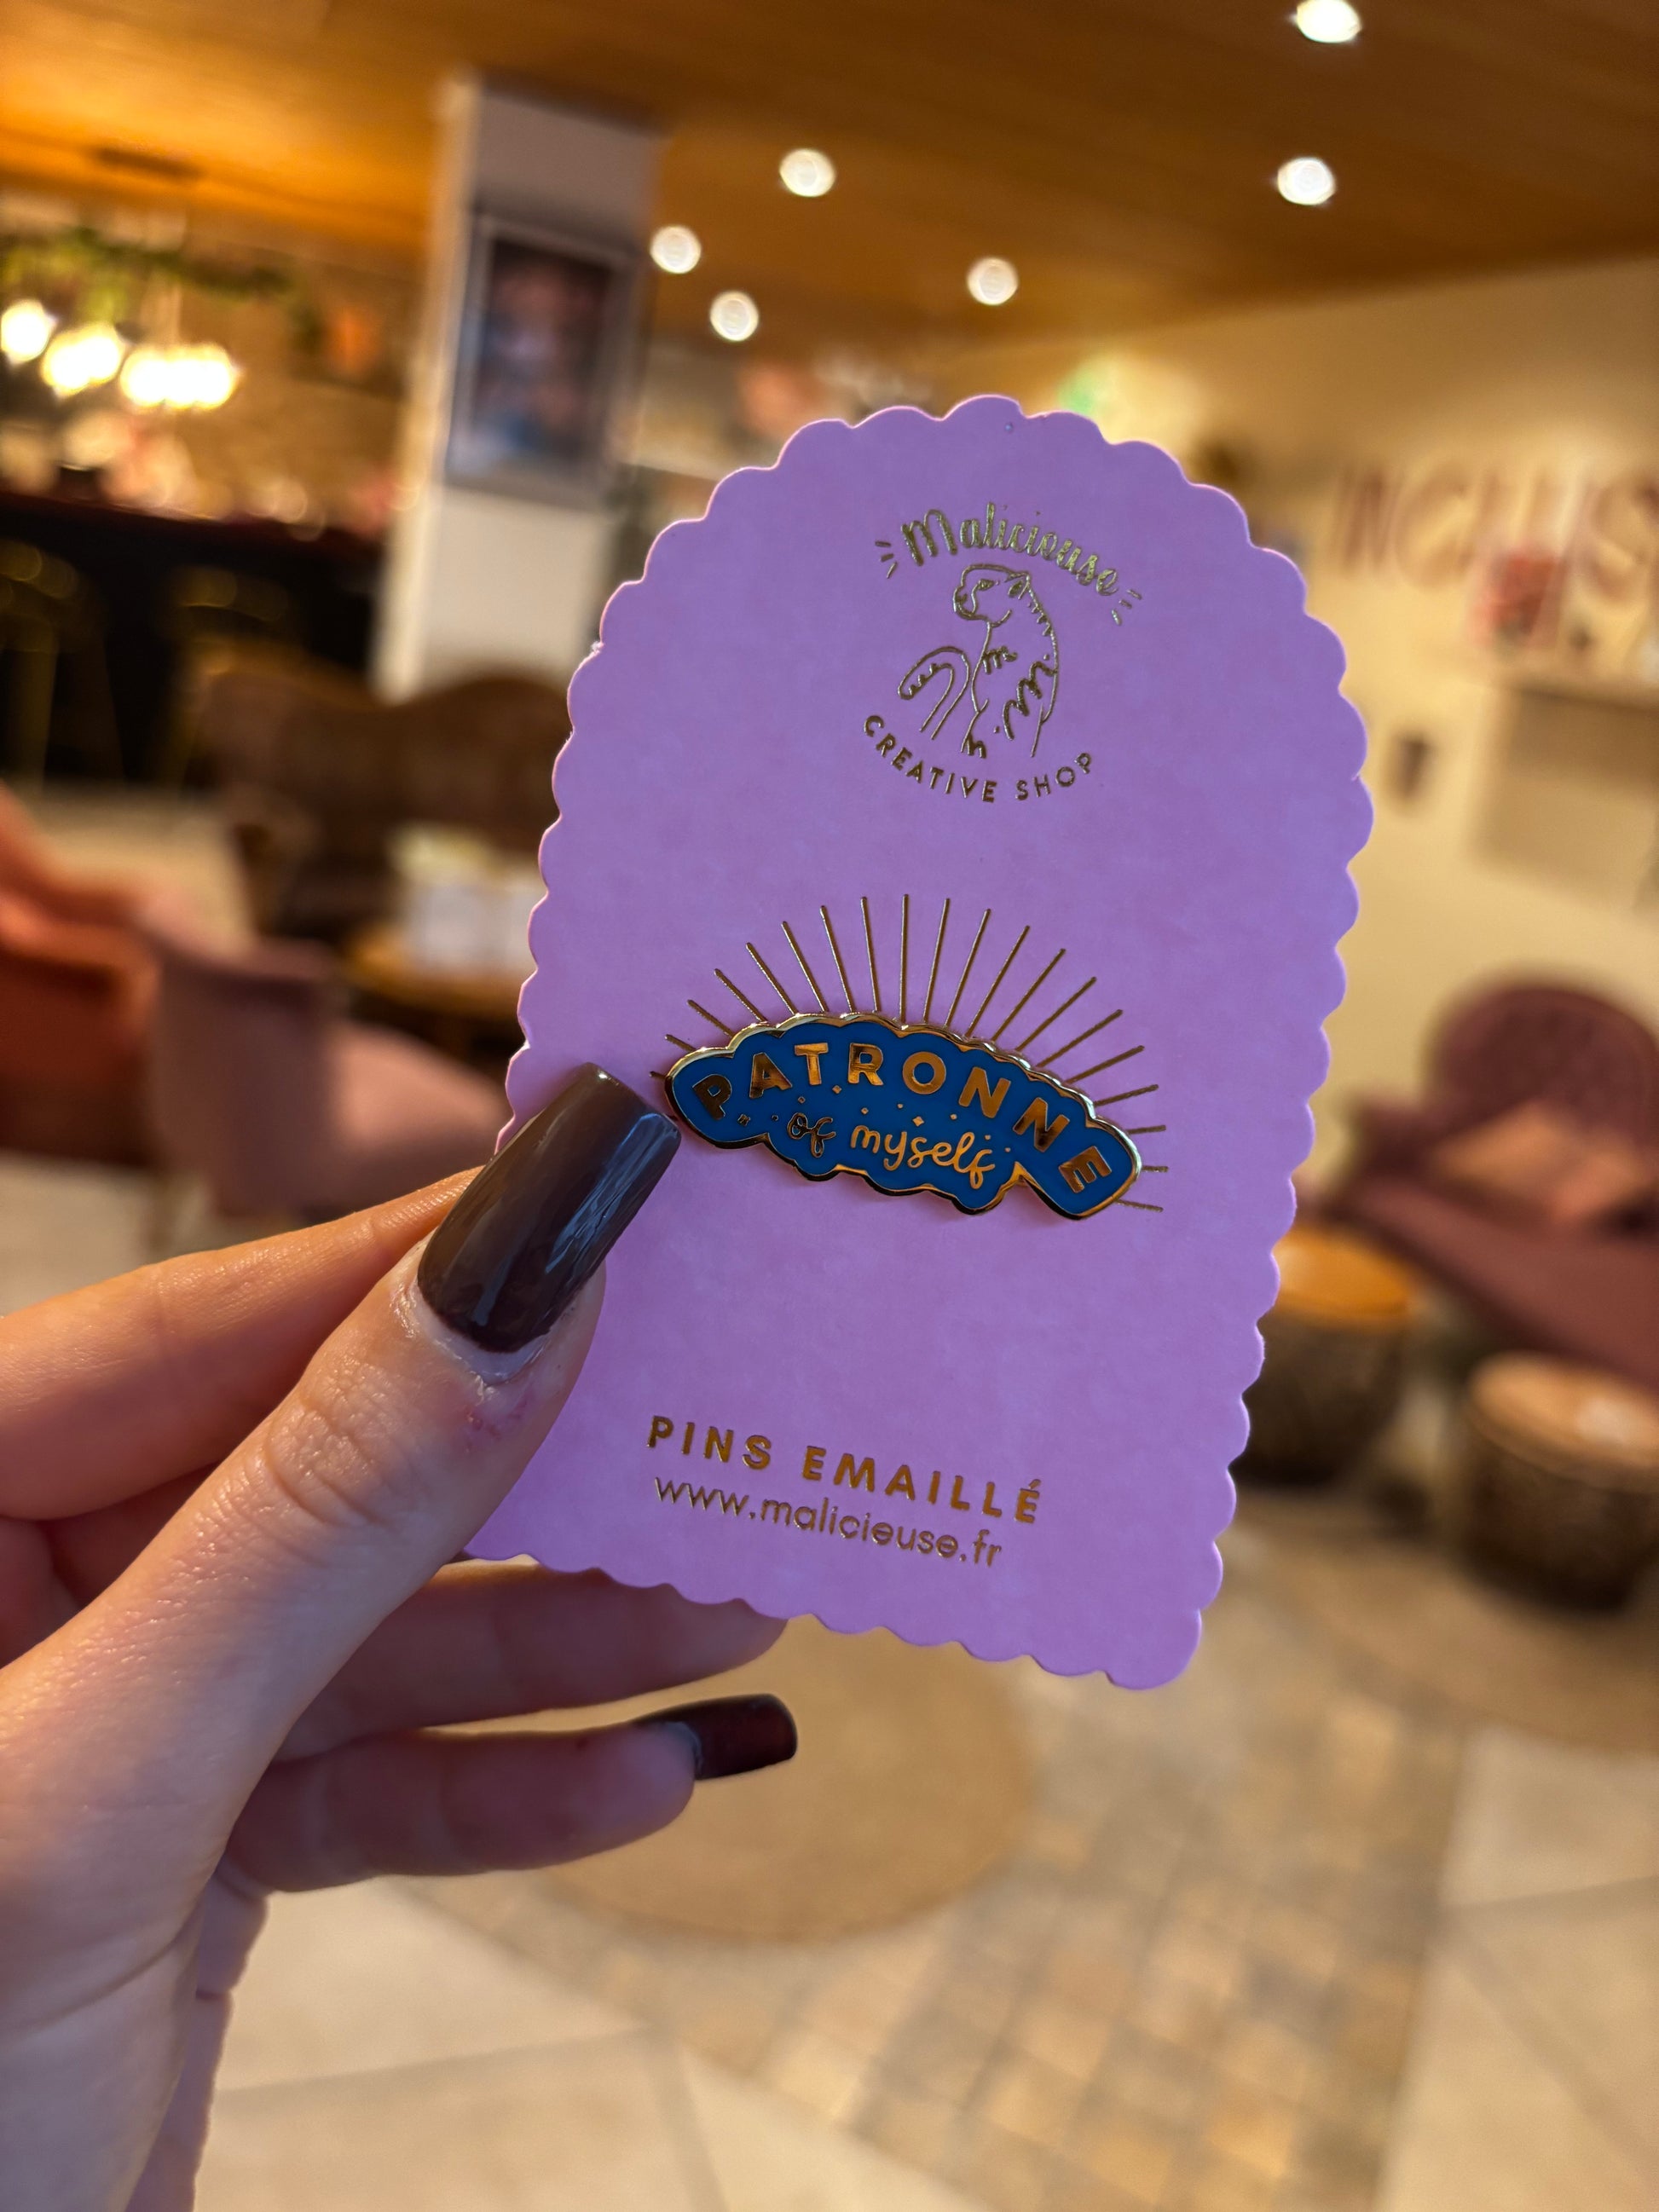 Malicieuse
CREATIVE SHOP
PATRONNE
of myself
PINS EMAILLÉ
www.malicieuse.fr